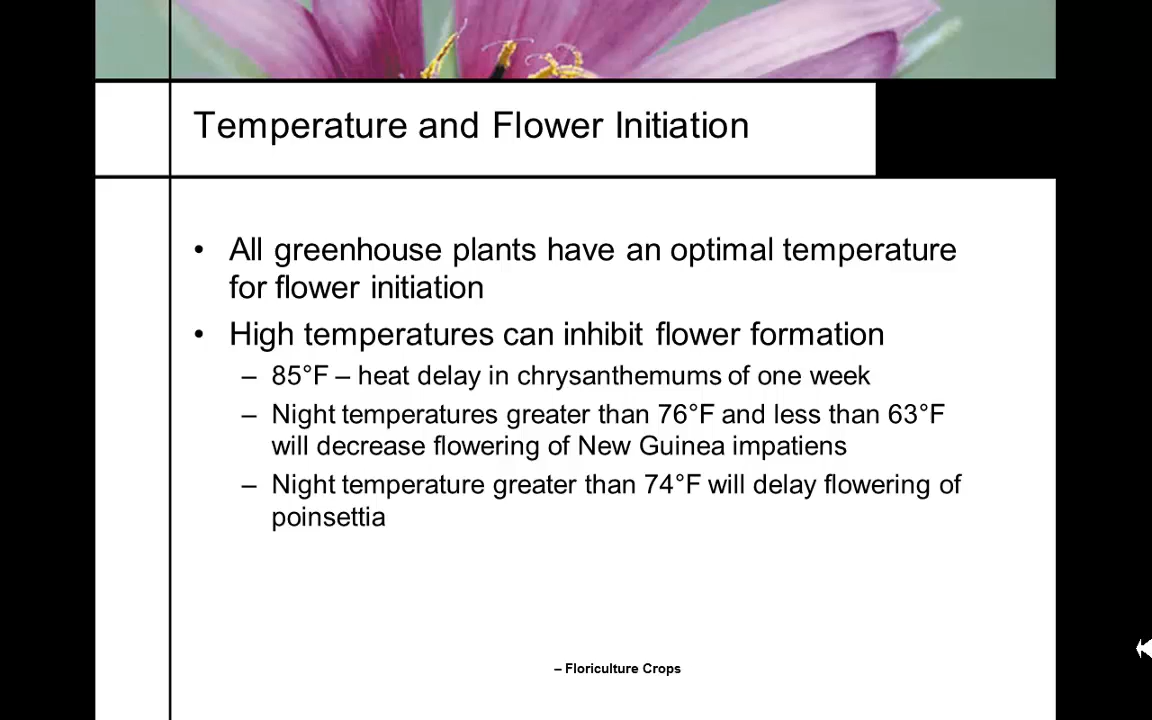 Temperature and Flower Initiation
• All greenhouse plants have an optimal temperature
for flower initiation
• High temperatures can inhibit flower formation
– 85°F – heat delay in chrysanthemums of one week
– Night temperatures greater than 76°F and less than 63°F
will decrease flowering of New Guinea impatiens
– Night temperature greater than 74°F will delay flowering of
poinsettia
– Floriculture Crops